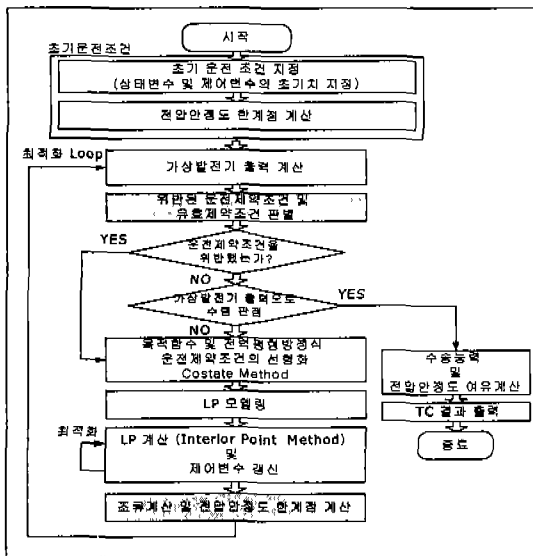 시작
초기운전조건
초기 운전 조건 지정
(상태변수 및 제어변수의 초기치 지정)
전압안정도 한계점 계산
최적화 Loop
가상발전기 출력 계산
위반된 운전제약조건 및
유효제약조건 판별
YES
운전제약조건을
위반했는가?
NO
가상발전기 출력으로
수렴 판정
YES
NO
목적함수 및 전력평형방정식
운전제약조건의 선형화
Costate Method
수송능력
및
전압안정도 여유계산
LP 모델링
TC 결과 출력
최적화
LP 계산 (Interior Point Method)
및
제어변수 갱신
종료
조류계산 및 전압안정도 한계점 계산